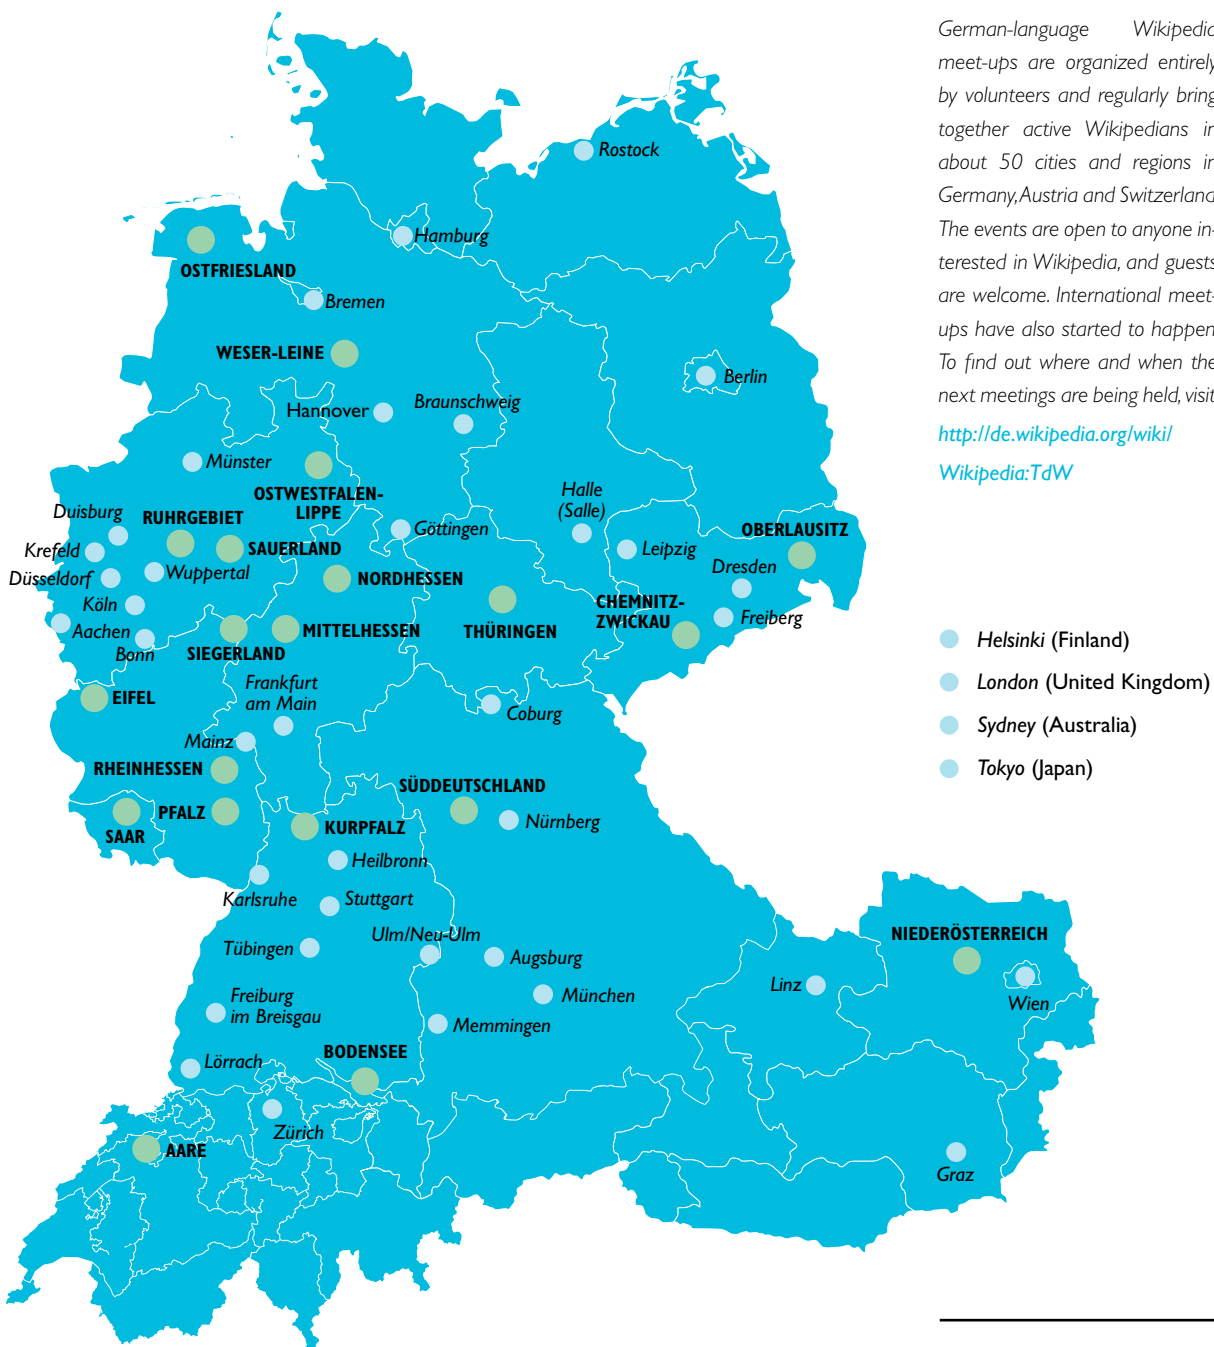 German-language Wikipedia
meet-ups are organized entirely
by volunteers and regularly bring
together active Wikipedians in
about 50 cities and regions in
Germany, Austria and Switzerland
The events are open to anyone in-
terested in Wikipedia, and guests
are welcome. International meet-
ups have also started to happen
To find out where and when the
next meetings are being held, visit
http://de.wikipedia.org/wiki/
Wikipedia:TdW
Rostock
Hamburg
OSTFRIESLAND
Bremen
WESER-LEINE
Berlin
Hannover
Braunschweig
Münster
OSTWESTFALEN-
LIPPE
Halle
(Salle)
Duisburg
RUHRGEBIET
Göttingen
OBERLAUSITZ
Krefeld
SAUERLAND
Leipzig
Düsseldorf
Wuppertal
NORDHESSEN
Dresden
Köln
CHEMNITZ-
ZWICKAU
Freiberg
Aachen
MITTELHESSEN
THÜRINGEN
Bonn
SIEGERLAND
EIFEL
Frankfurt
am Main
Coburg
Mainz
RHEINHESSEN
SÜDDEUTSCHLAND
PFALZ
SAAR
KURPFALZ
Nürnberg
Heilbronn
Karlsruhe
Stuttgart
Tübingen
Ulm/Neu-Ulm
Augsburg
NIEDERÖSTERREICH
Linz
München
Wien
Freiburg
im Breisgau
Memmingen
BODENSEE
Lörrach
Zürich
AARE
Graz
Helsinki (Finland)
London (United Kingdom)
Sydney (Australia)
Tokyo (Japan)